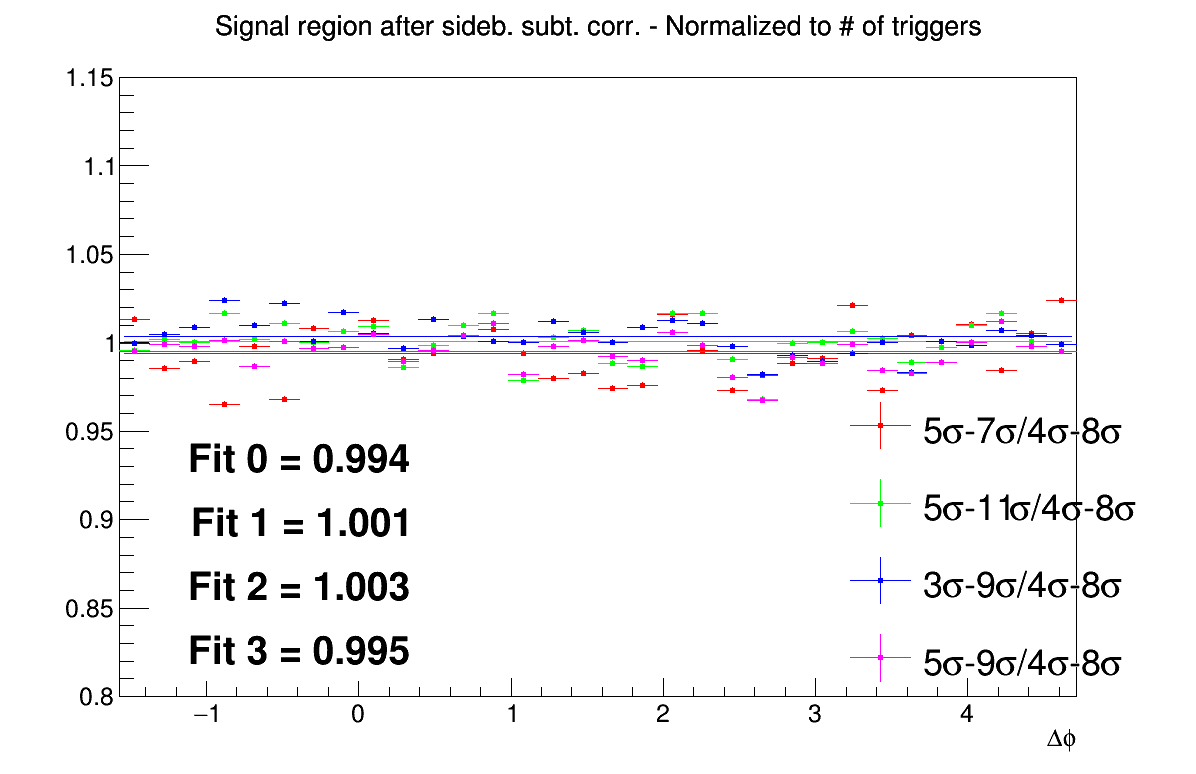 Signal region after sideb. subt. corr. - Normalized to # of triggers
1.15
1.1
1.05
1
0.95
0.9
0.85
0.8
5σ-7σ/4σ-8σ
5σ-11σ/4σ-8σ
3σ-9σ/4σ-8σ
5σ-9σ/4σ-8σ
Fit 0 = 0.994
Fit 1 = 1.001
Fit 2 = 1.003
Fit 3 = 0.995
−1 0 1 2 3 4
Δϕ